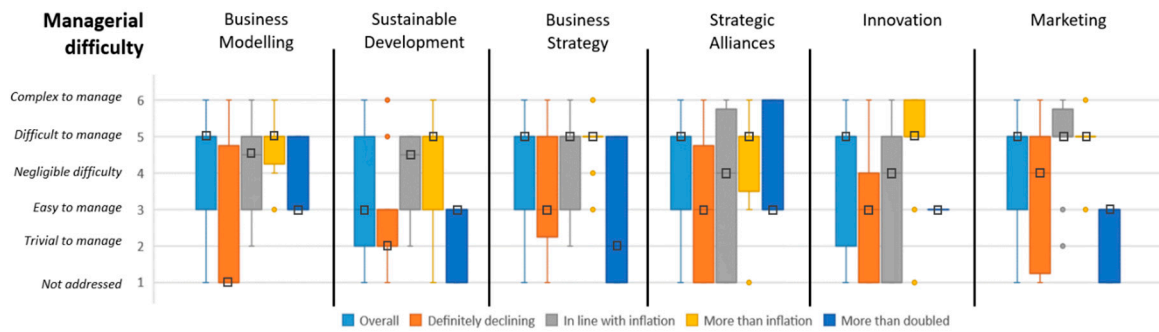 Managerial
difficulty
Business
Modelling
Sustainable
Development
Business
Strategy
Strategic
Alliances
Innovation
Marketing
Complex to manage 6
Difficult to manage 5
Negligible difficulty 4
Easy to manage 3
Trivial to manage 2
Not addressed 1
Overall Definitely declining In line with inflation More than inflation More than doubled